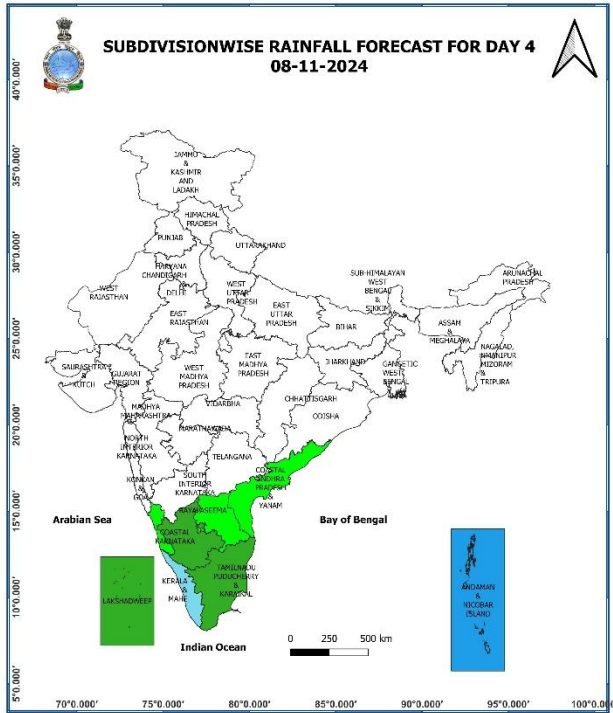 SUBDIVISIONWISE RAINFALL FORECAST FOR DAY 4
08-11-2024
40°0.000'
35°0.000'
30°0.000'
25°0.000'
20°0.000'
15°0.000'
10°0.000'
5°0.000'
JAMMO
&
KASHMIR
AND
LADAKH
HIMACHAL
PRADESH
PUNJAB
UTTARAKHAND
HARYANA
CHANDIGARH
&
DELHI
WEST
RAJASTHAN
WEST
UTTAR
PRADESH
EAST
RAJASTHAN
EAST
UTTAR
PRADESH
SUB-HIMALAYAN
WEST
BENGAL
&
SIKKIM
ARUNACHAL
PRADESH
BIHAR
ASSAM
&
MEGHALAYA
NAGALAD,
MANIPUR
MIZORAM
&
TRIPURA
SAURASHTRA
&
KUTCH
GUJARAT
REGION
WEST
MADHYA
PRADESH
EAST
MADHYA
PRADESH
JHARKHAND
GANGETIC
WEST
BENGAL
CHHATTISGARH
ODISHA
MADHYA
MAHARASHTRA
VIDARBHA
MARATHAWADA
NORTH
INTERIOR
KARNATAKA
TELANGANA
KONKAN
&
GOA
SOUTH
INTERIOR
KARNATAKA
COASTAL
ANDHRA
PRADESH
&
YANAM
RAYALASEEMA
Arabian Sea
Bay of Bengal
COASTAL
KARNATAKA
TAMILNADU
PUDUCHERRY
&
KARAIKAL
KERALA
&
MAHE
LAKSHADWEEP
ANDAMAN
&
NICOBAR
ISLAND
Indian Ocean
0 250 500 km
70°0.000' 75°0.000' 80°0.000' 85°0.000' 90°0.000' 95°0.000' 100°0.000'